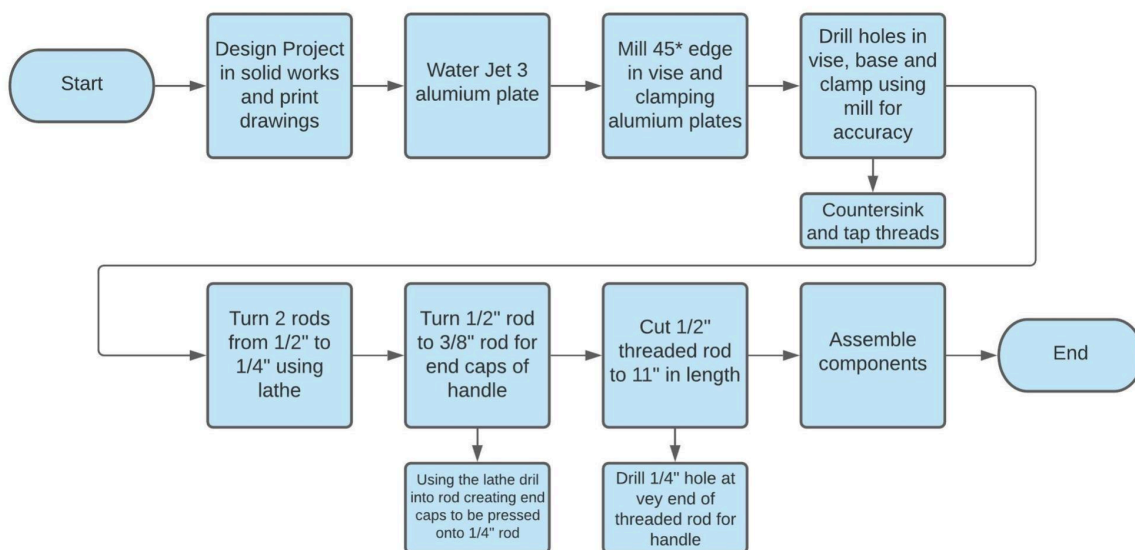 Start
Design Project
in solid works
and print
drawings
Water Jet 3
alumium plate
Mill 45* edge
in vise and
clamping
alumium plates
Drill holes in
vise, base and
clamp using
mill for
accuracy
Countersink
and tap threads
Turn 2 rods
from 1/2" to
1/4" using
lathe
Turn 1/2" rod
to 3/8" rod for
end caps of
handle
Cut 1/2"
threaded rod
to 11" in length
Assemble
components
End
Using the lathe dril
into rod creating end
caps to be pressed
onto 1/4" rod
Drill 1/4" hole at
vey end of
threaded rod for
handle